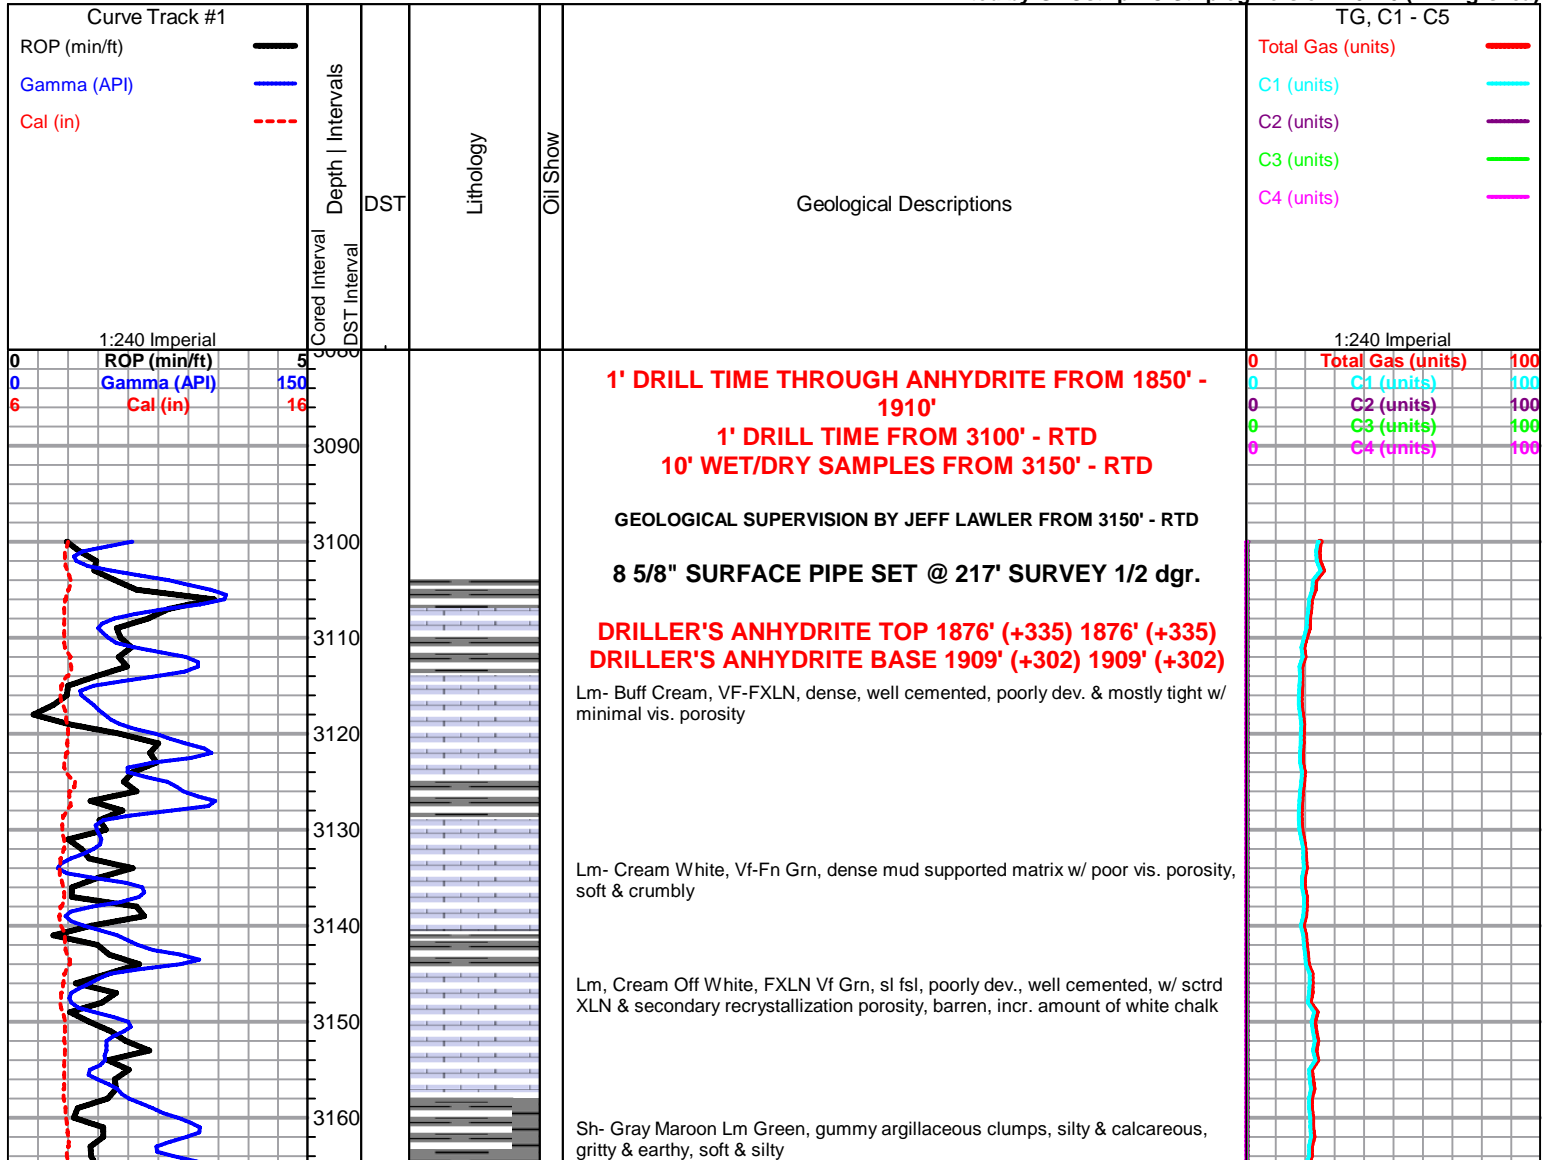 Curve Track #1
ROP (min/ft)
Gamma (API)
Cal (in)
1:240 Imperial
Depth | Intervals
Cored Interval
DST Interval
DST
Lithology
Oil Show
Geological Descriptions
TG, C1 - C5
Total Gas (units)
C1 (units)
C2 (units)
C3 (units)
C4 (units)
1:240 Imperial
0 ROP (min/ft) 5
0 Gamma (API) 150
6 Cal (in) 16
3080
3090
3100
3110
3120
3130
3140
3150
3160
1' DRILL TIME THROUGH ANHYDRITE FROM 1850' -
1910'
1' DRILL TIME FROM 3100' - RTD
10' WET/DRY SAMPLES FROM 3150' - RTD
GEOLOGICAL SUPERVISION BY JEFF LAWLER FROM 3150' - RTD
8 5/8" SURFACE PIPE SET @ 217' SURVEY 1/2 dgr.
DRILLER'S ANHYDRITE TOP 1876' (+335) 1876' (+335)
DRILLER'S ANHYDRITE BASE 1909' (+302) 1909' (+302)
Lm- Buff Cream, VF-FXLN, dense, well cemented, poorly dev. & mostly tight w/
minimal vis. porosity
Lm- Cream White, Vf-Fn Grn, dense mud supported matrix w/ poor vis. porosity,
soft & crumbly
Lm, Cream Off White, FXLN Vf Grn, sl fsl, poorly dev., well cemented, w/ sctrd
XLN & secondary recrystallization porosity, barren, incr. amount of white chalk
Sh- Gray Maroon Lm Green, gummy argillaceous clumps, silty & calcareous,
gritty & earthy, soft & silty
0 Total Gas (units) 100
0 C1 (units) 100
0 C2 (units) 100
0 C3 (units) 100
0 C4 (units) 100